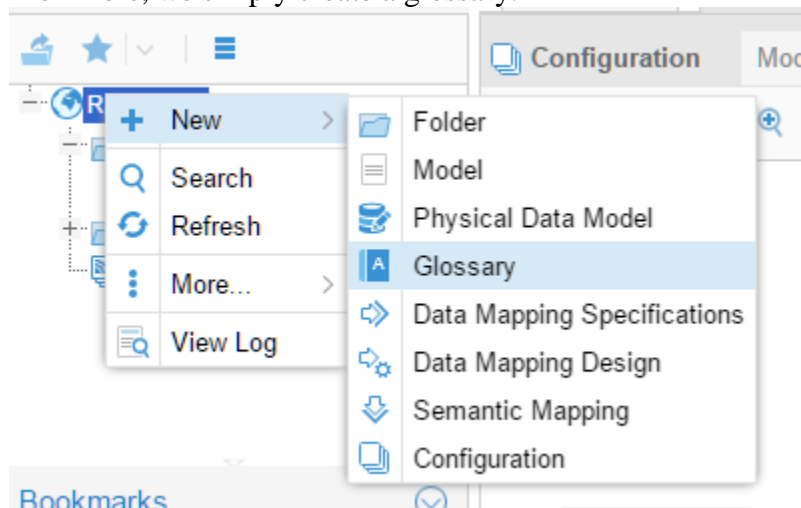 Configuration
R
New
Search
Refresh
More...
View Log
Folder
Model
Physical Data Model
Glossary
Data Mapping Specifications
Data Mapping Design
Semantic Mapping
Configuration
Bookmarks